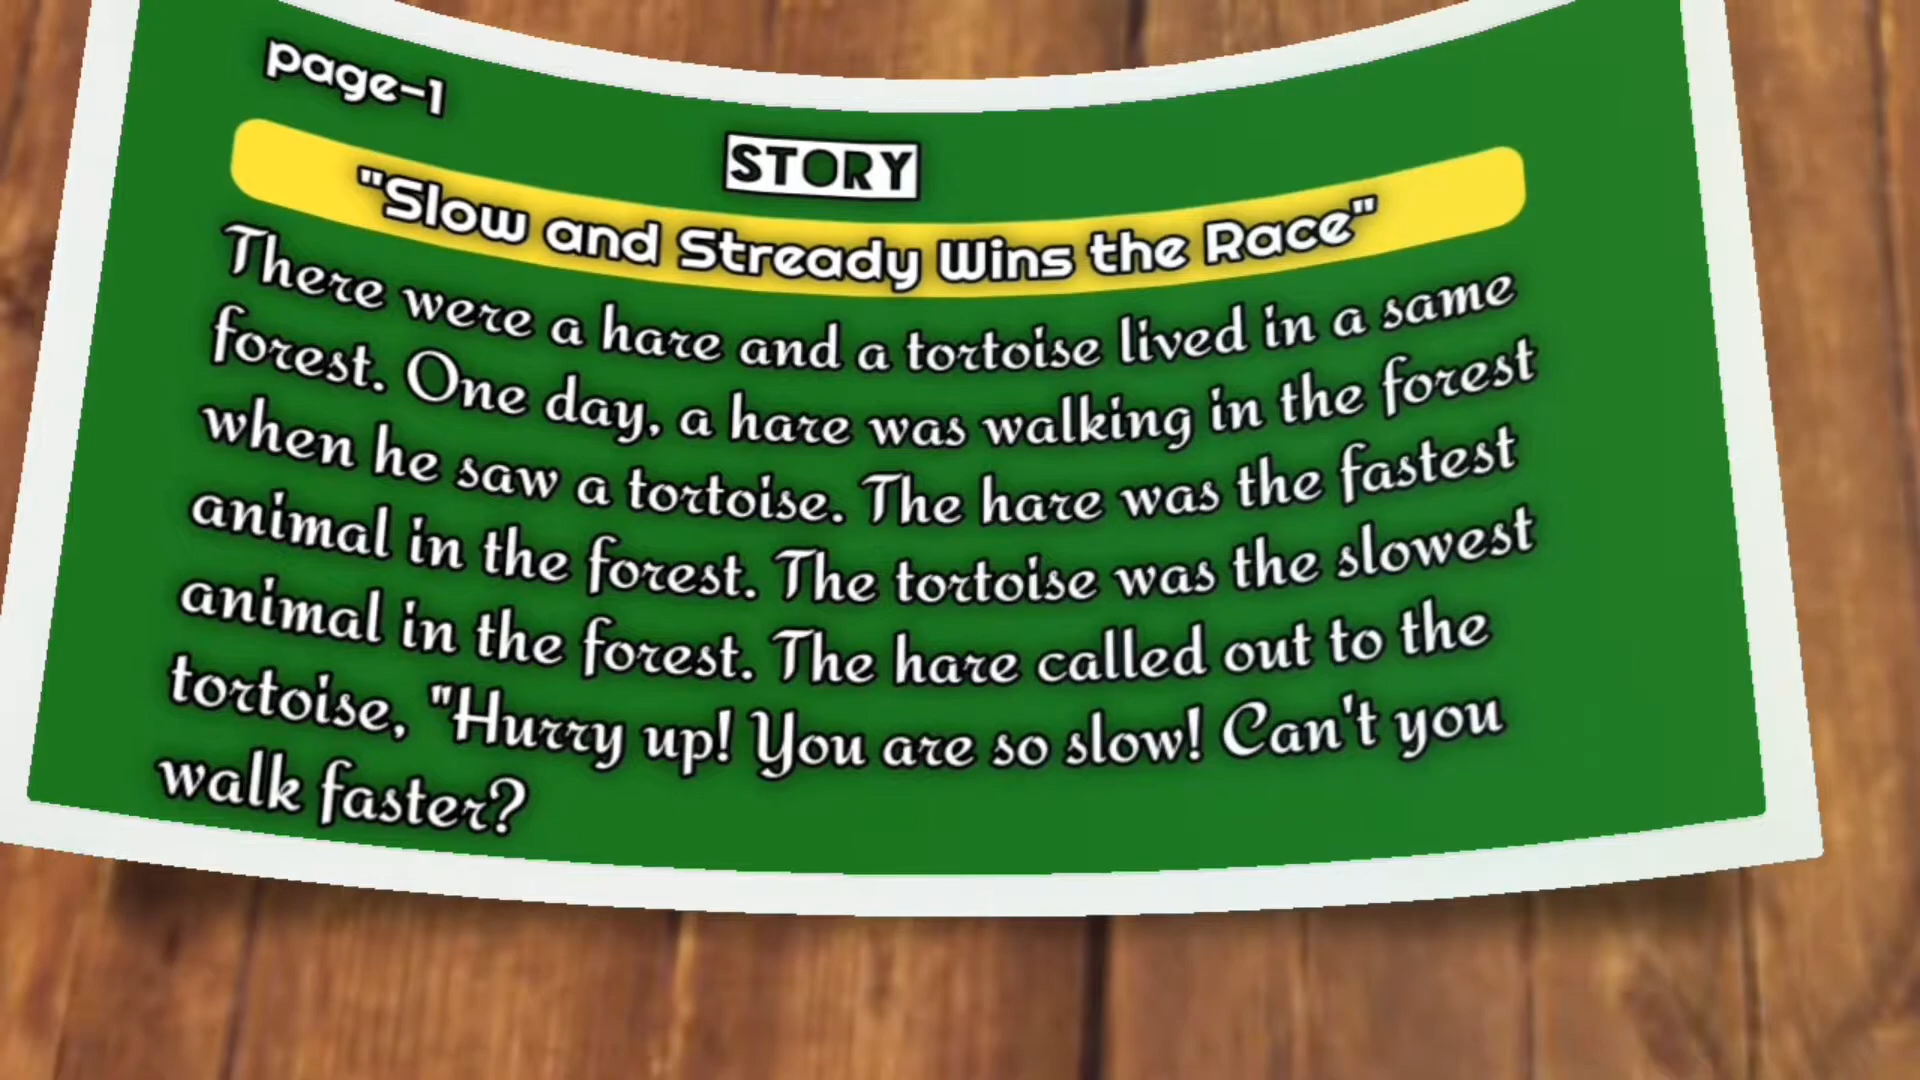 page-1
STORY
"Slow and Stready Wins the Race"
There were a hare and a tortoise lived in a same
forest. One day, a hare was walking in the forest
when he saw a tortoise. The hare was the fastest
animal in the forest. The tortoise was the slowest
animal in the forest. The hare called out to the
tortoise, "Hurry up! You are so slow! Can't you
walk faster?